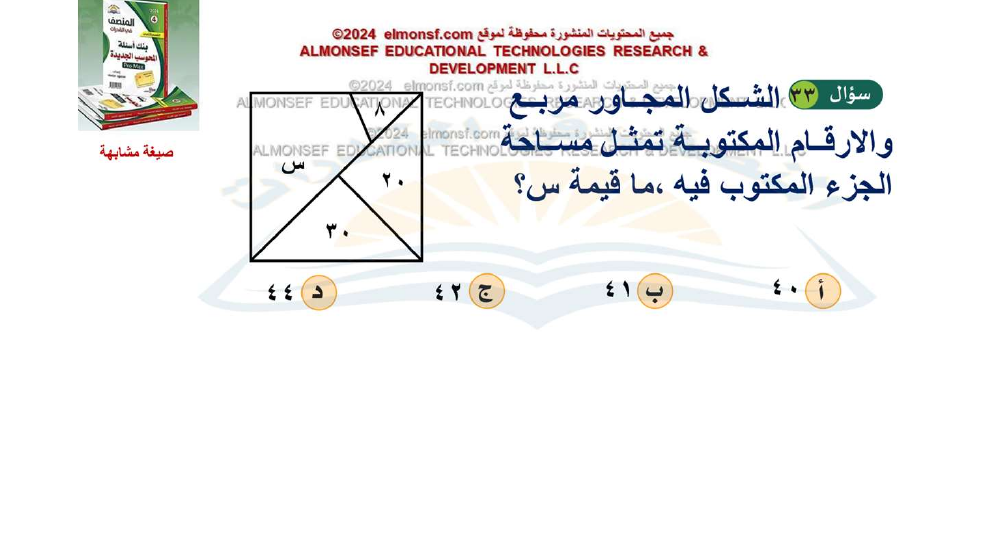 جميع المحتويات المنشورة محفوظة لموقع elmonsf.com ©2024
ALMONSEF EDUCATIONAL TECHNOLOGIES RESEARCH &
DEVELOPMENT L.L.C
المنصف
في القدرات
بنك أسئلة
المحوسب الجديدة
صيغة مشابهة
سؤال ٣٣ الشكل المجاور مربع
والارقام المكتوبة تمثل مساحة
الجزء المكتوب فيه ،ما قيمة س؟
٨
س
٢٠
٣٠
أ ٤٠
ب ٤١
ج ٤٢
د ٤٤